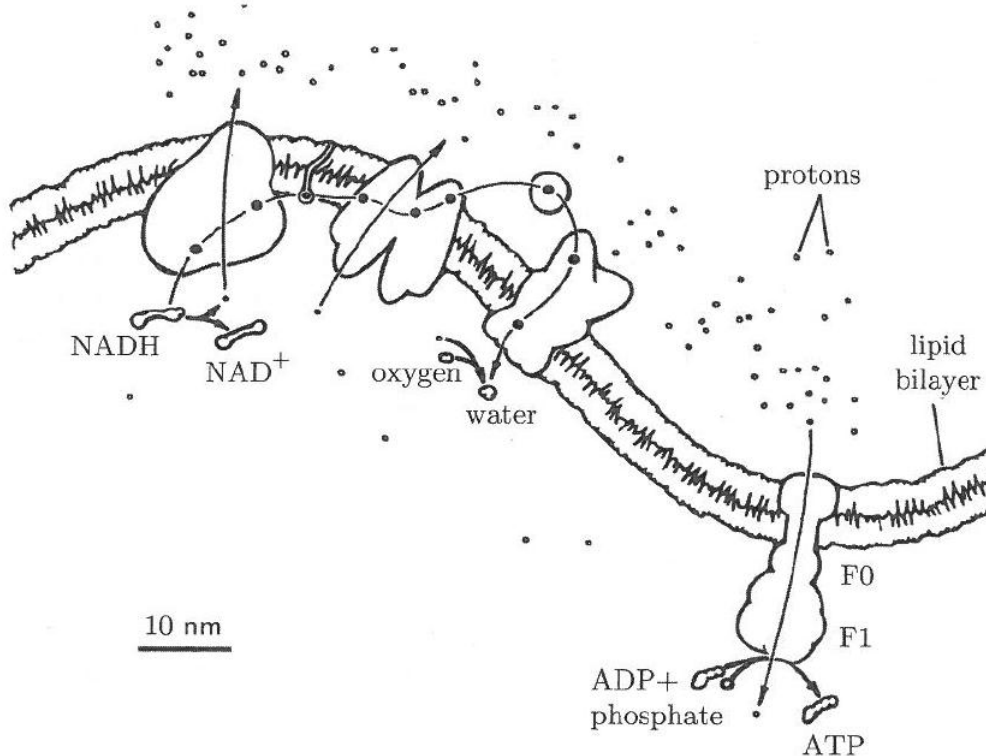 protons
NADH
NAD+
oxygen
water
lipid
bilayer
F0
F1
10 nm
ADP+
phosphate
ATP